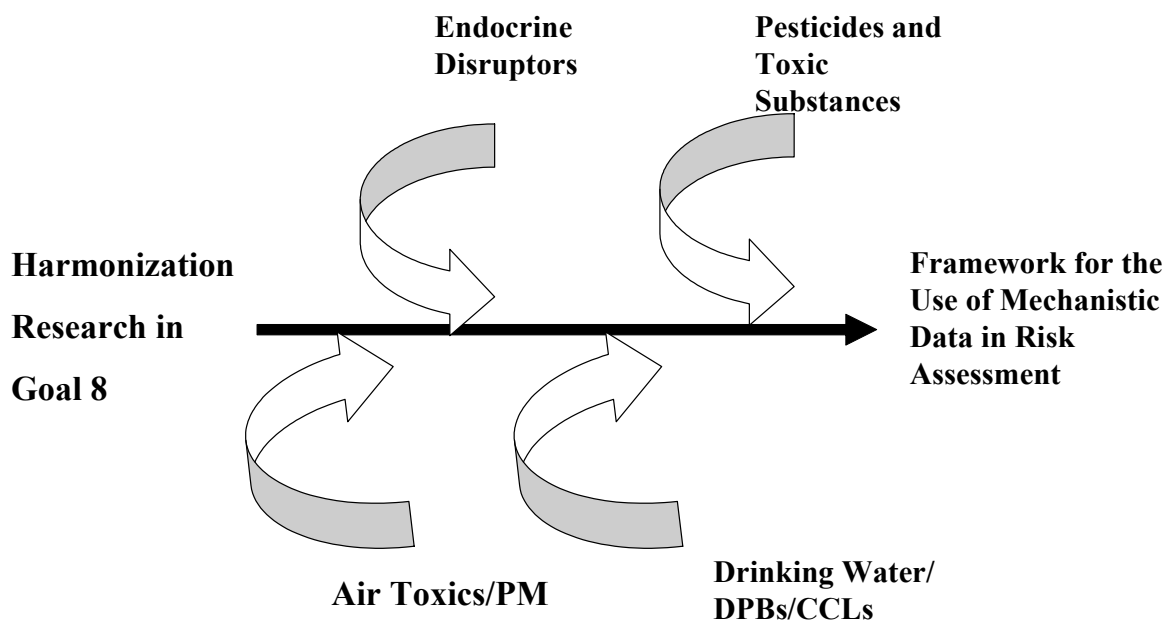 Endocrine
Disruptors
Pesticides and
Toxic
Substances
Harmonization
Research in
Goal 8
Framework for the
Use of Mechanistic
Data in Risk
Assessment
Air Toxics/PM
Drinking Water/
DPBs/CCLs